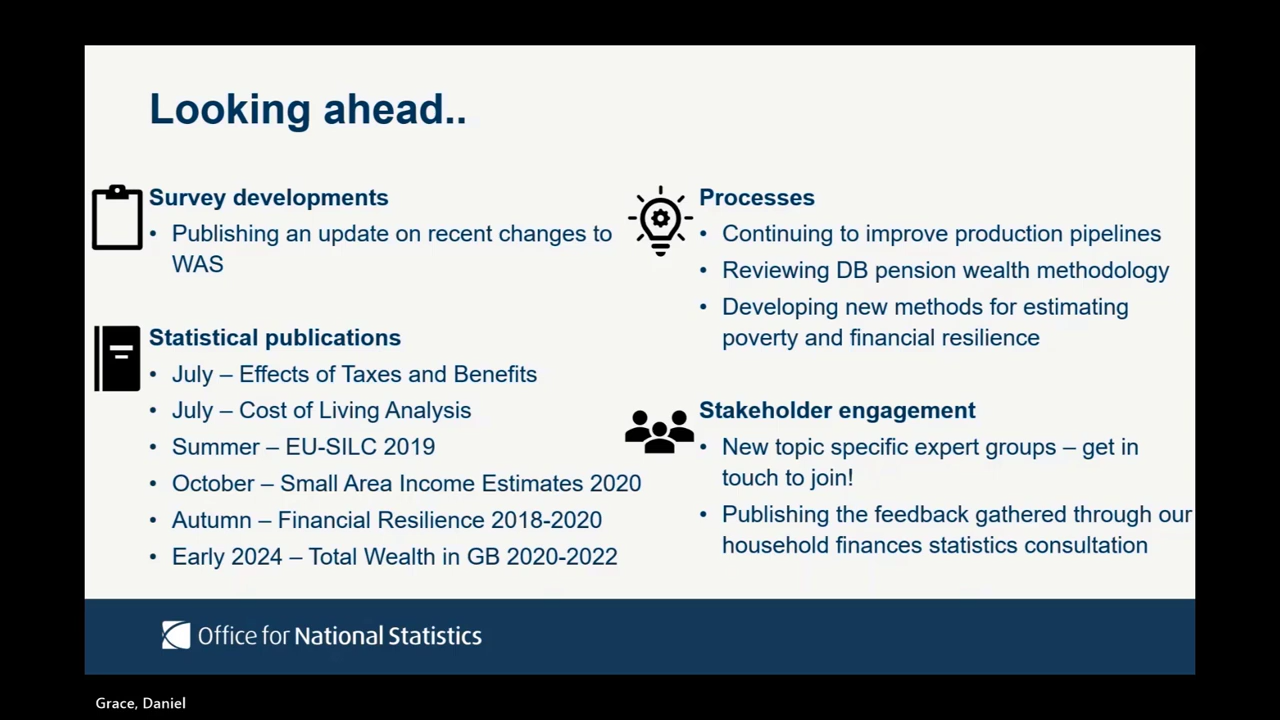 Looking ahead..
Survey developments
• Publishing an update on recent changes to
WAS
Statistical publications
• July – Effects of Taxes and Benefits
• July – Cost of Living Analysis
• Summer – EU-SILC 2019
• October – Small Area Income Estimates 2020
• Autumn – Financial Resilience 2018-2020
• Early 2024 – Total Wealth in GB 2020-2022
Processes
• Continuing to improve production pipelines
• Reviewing DB pension wealth methodology
• Developing new methods for estimating
poverty and financial resilience
Stakeholder engagement
• New topic specific expert groups – get in
touch to join!
• Publishing the feedback gathered through our
household finances statistics consultation
Office for National Statistics
Grace, Daniel